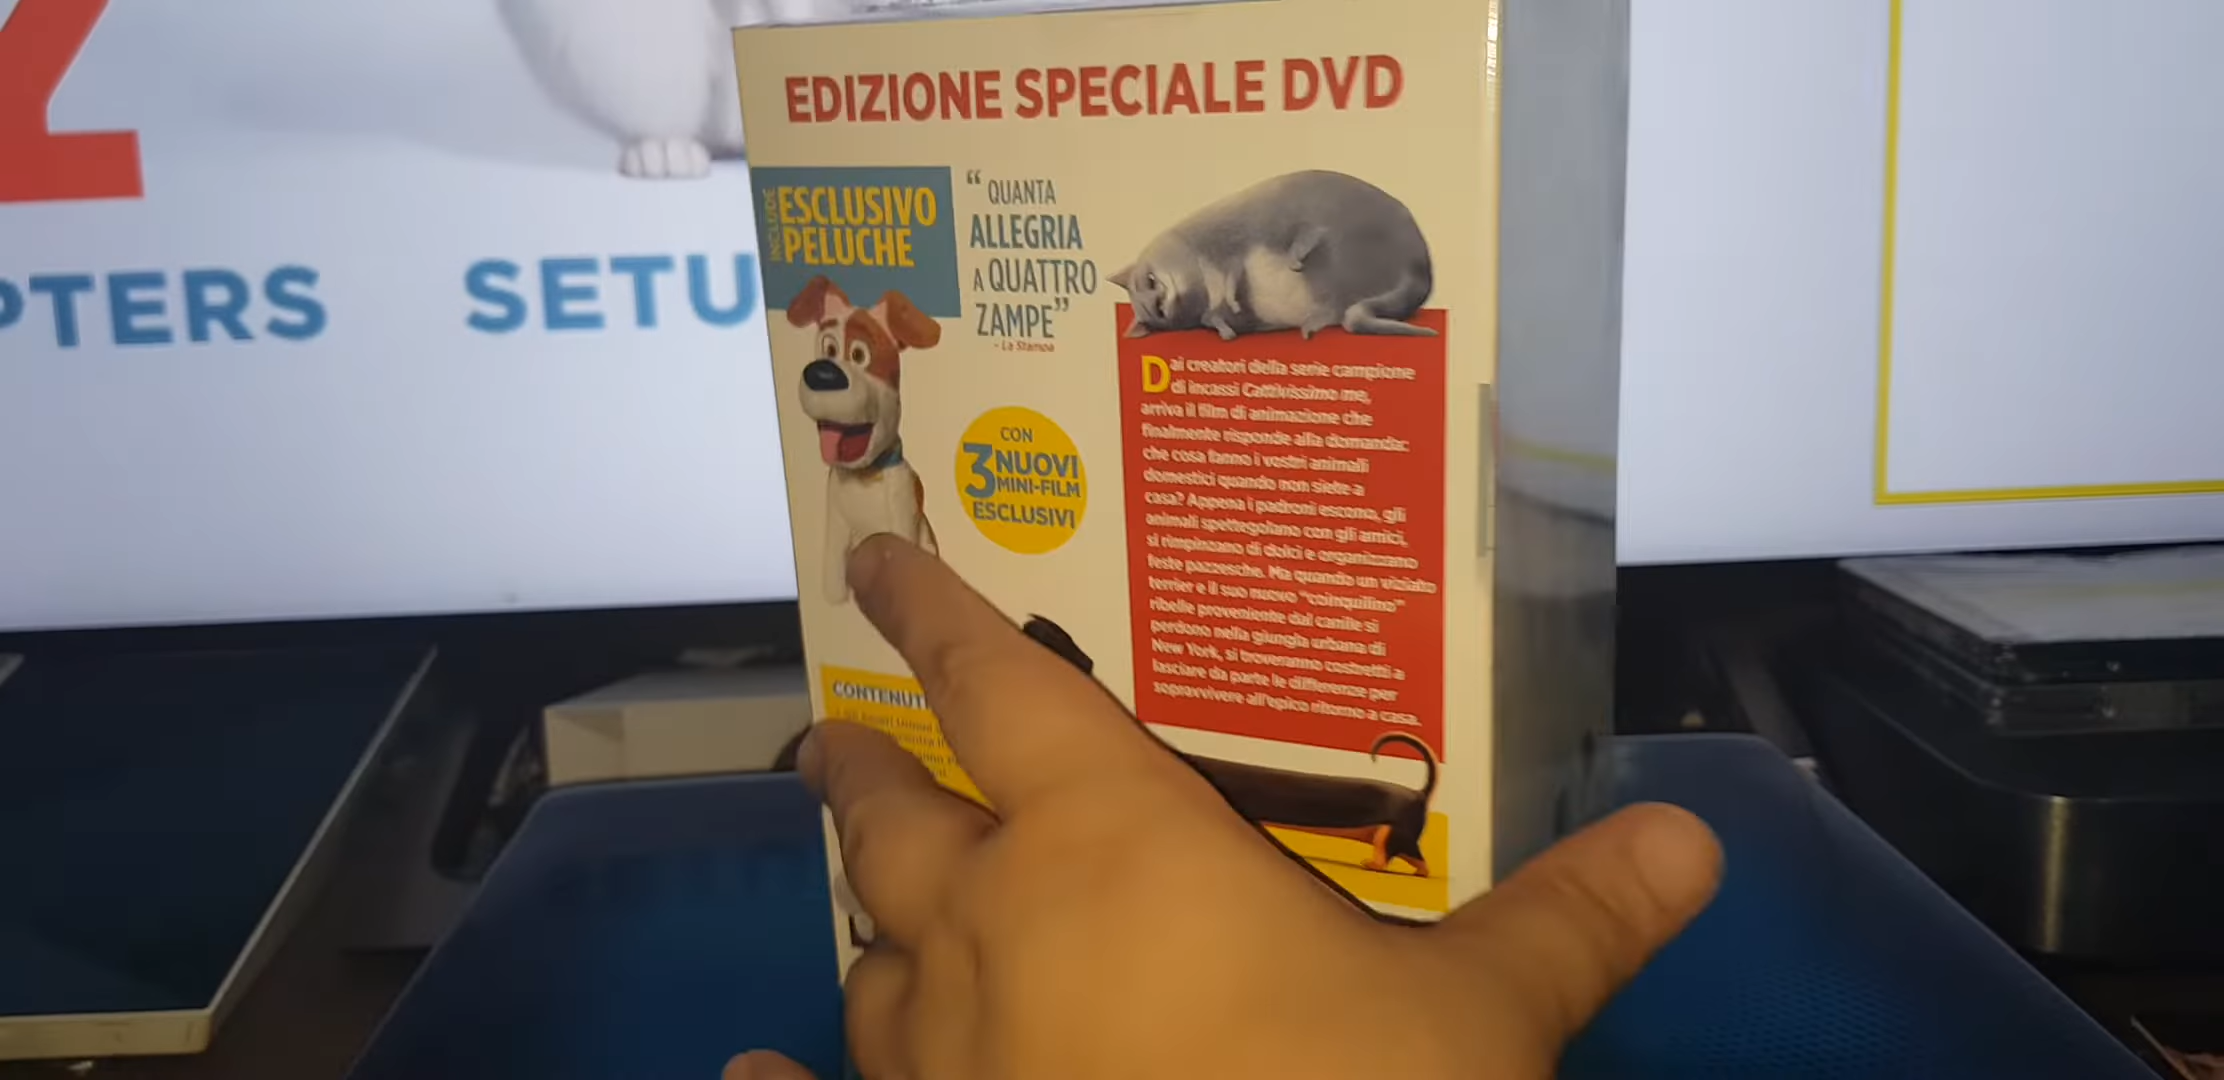 PTERS
SETU
EDIZIONE SPECIALE DVD
INCLUDE
ESCLUSIVO
PELUCHE
“QUANTA
ALLEGRIA
A QUATTRO
ZAMPE”
- La Stampa
CON
3 NUOVI
MINI-FILM
ESCLUSIVI
Dai creatori della serie campione
di incassi Cattivissimo me,
arriva il film di animazione che
finalmente risponde alla domanda:
che cosa fanno i vostri animali
domestici quando non siete a
casa? Appena i padroni escono, gli
animali spettegolano con gli amici,
si rimpinzano di dolci e organizzano
feste pazzesche. Ma quando un viziato
terrier e il suo nuovo "coinquilino"
ribelle proveniente dal canile si
perdono nella giungla urbana di
New York, si troveranno costretti a
lasciare da parte le differenze per
sopravvivere all'epico ritorno a casa.
CONTENUT